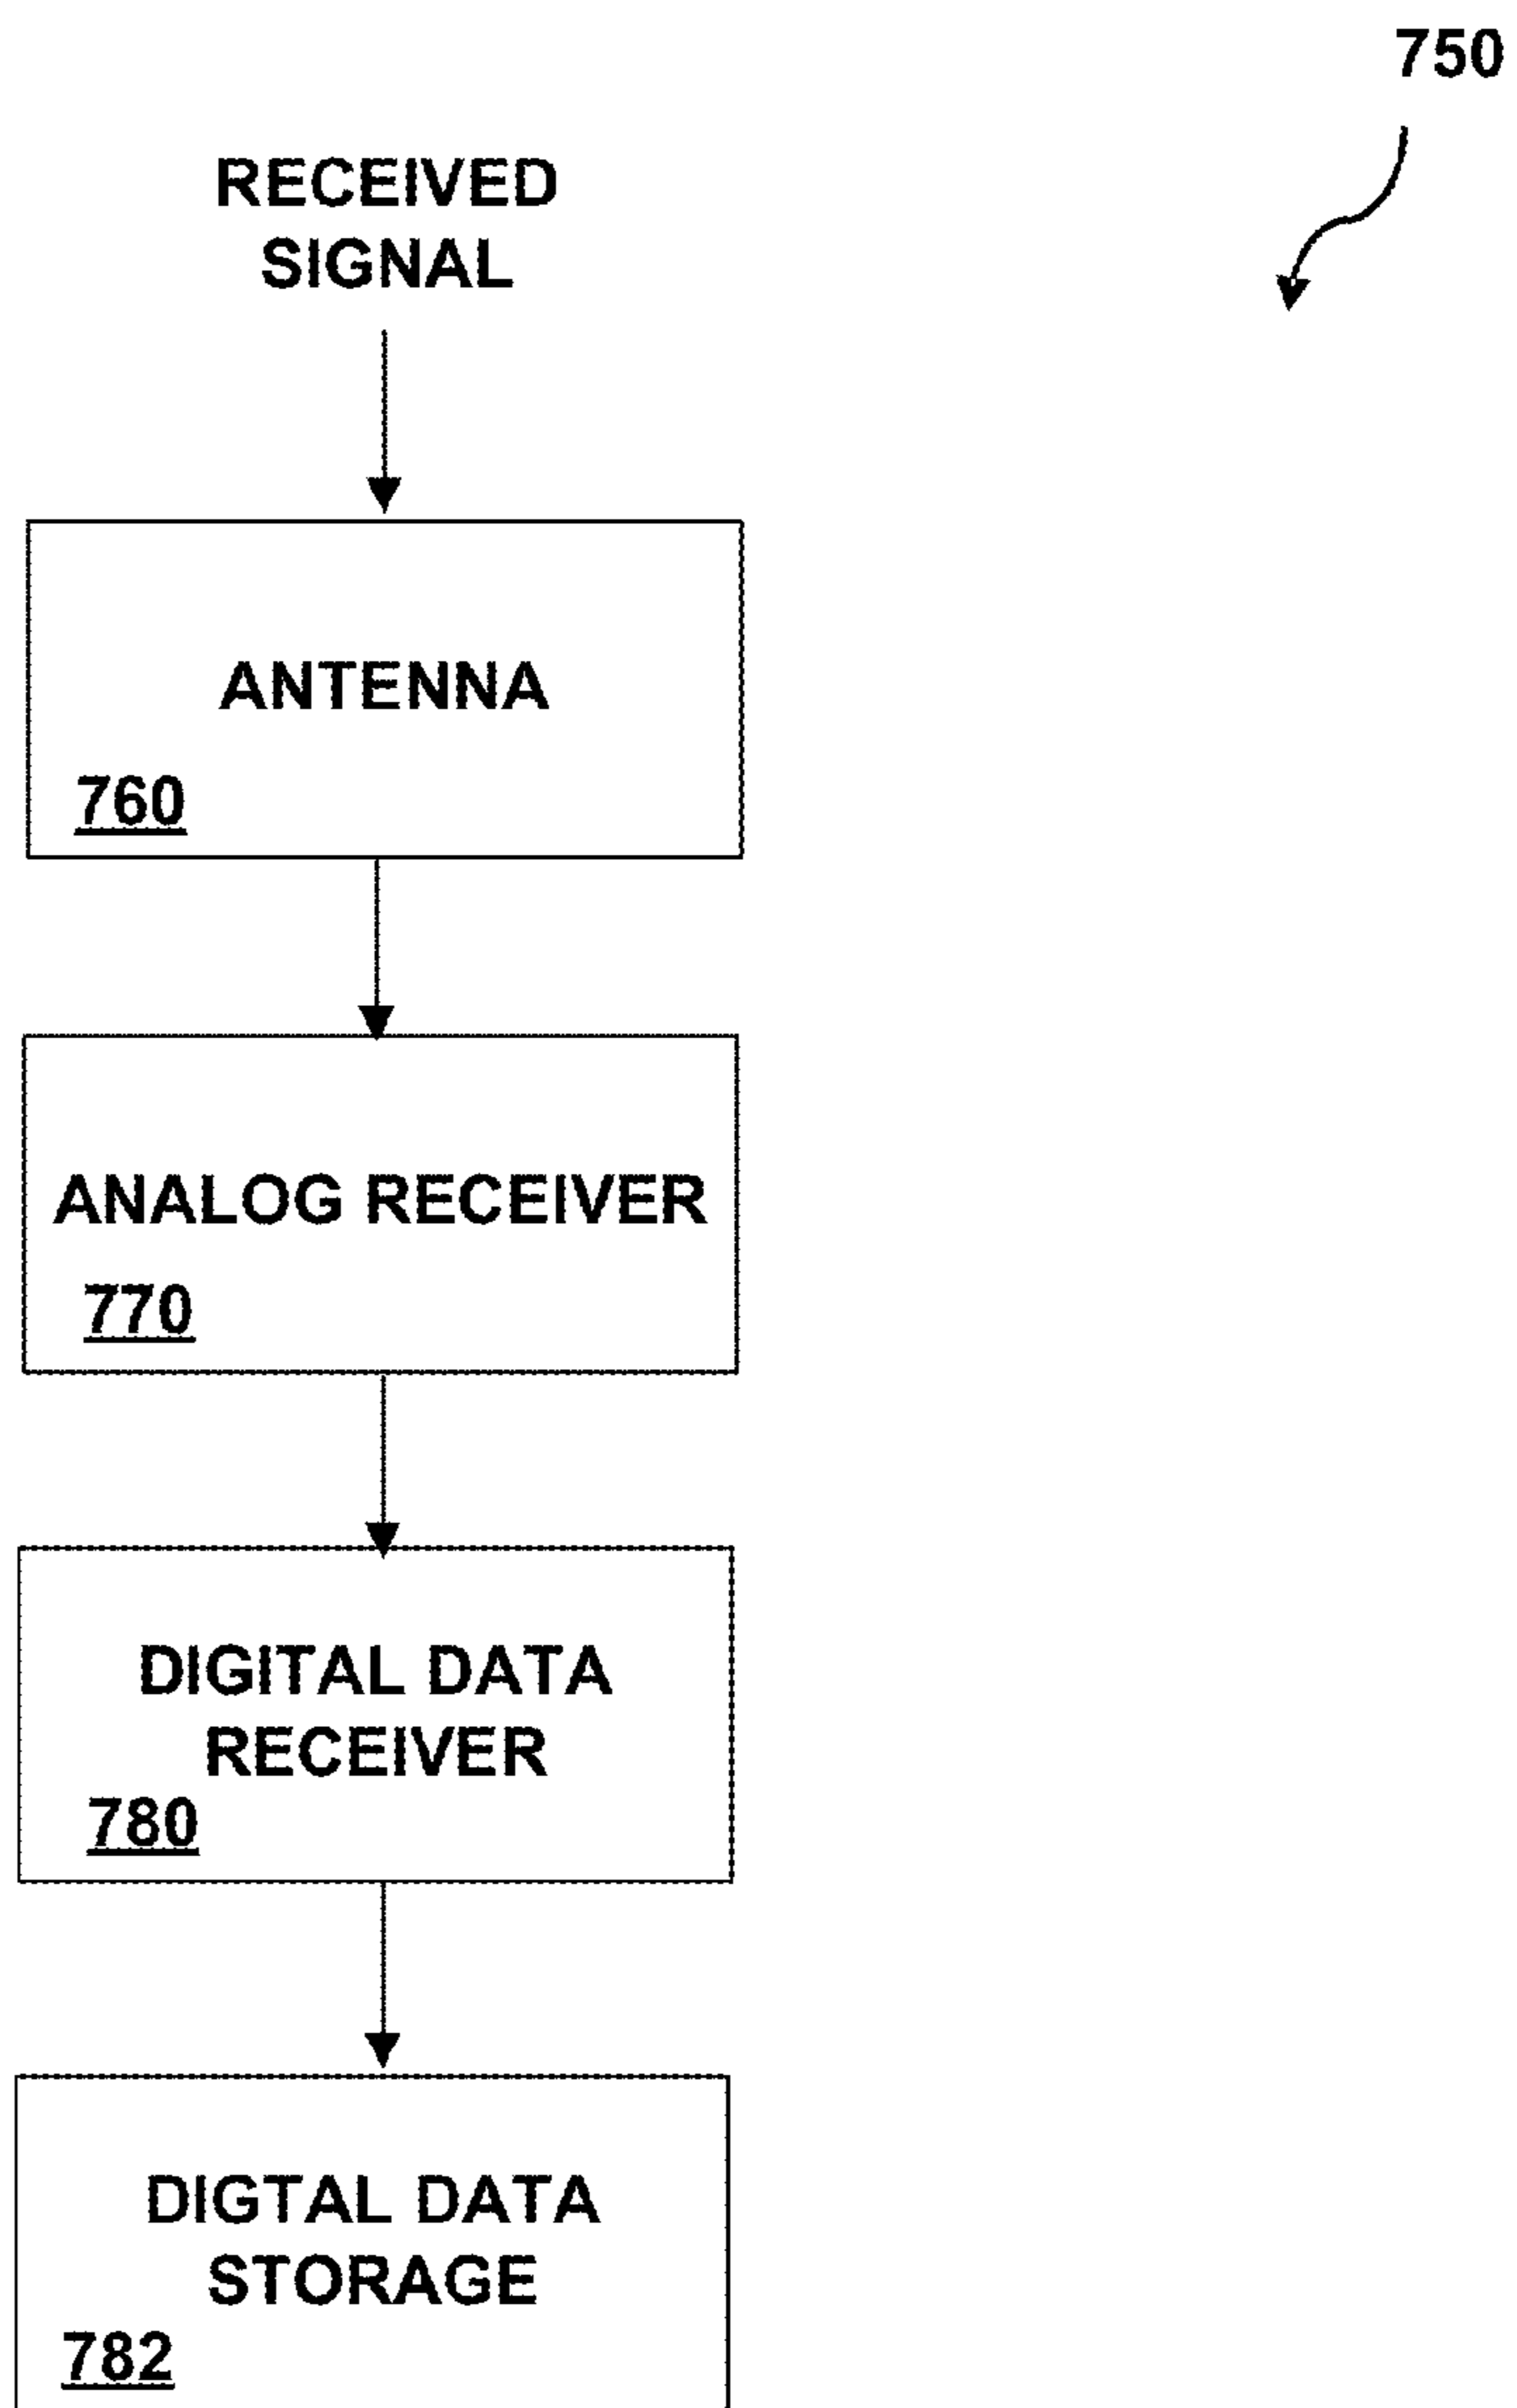 750
RECEIVED
SIGNAL
ANTENNA
760
ANALOG RECEIVER
770
DIGITAL DATA
RECEIVER
780
DIGTAL DATA
STORAGE
782